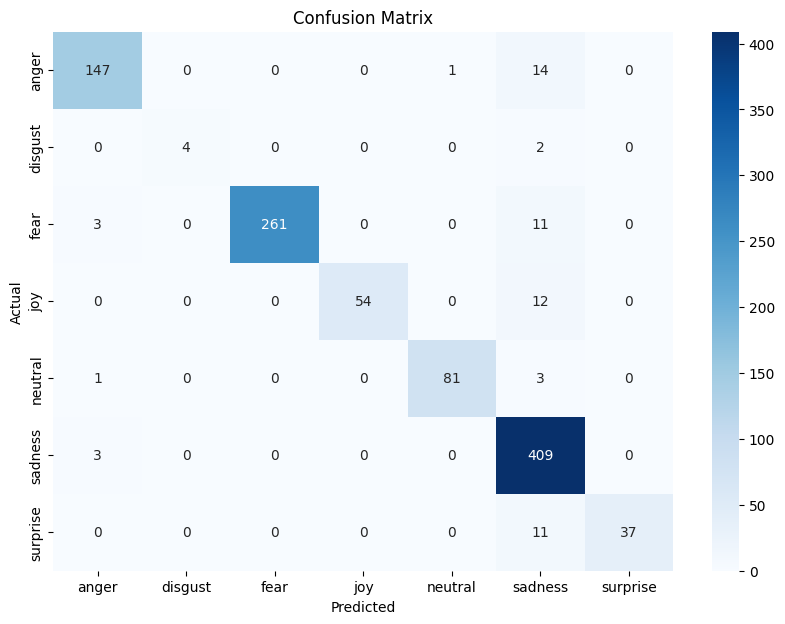 Confusion Matrix
anger 147 0 0 0 1 14 0
disgust 0 4 0 0 0 2 0
fear 3 0 261 0 0 11 0
joy 0 0 0 54 0 12 0
neutral 1 0 0 0 81 3 0
sadness 3 0 0 0 0 409 0
surprise 0 0 0 0 0 11 37
anger disgust fear joy neutral sadness surprise
Predicted
Actual
400
350
300
250
200
150
100
50
0